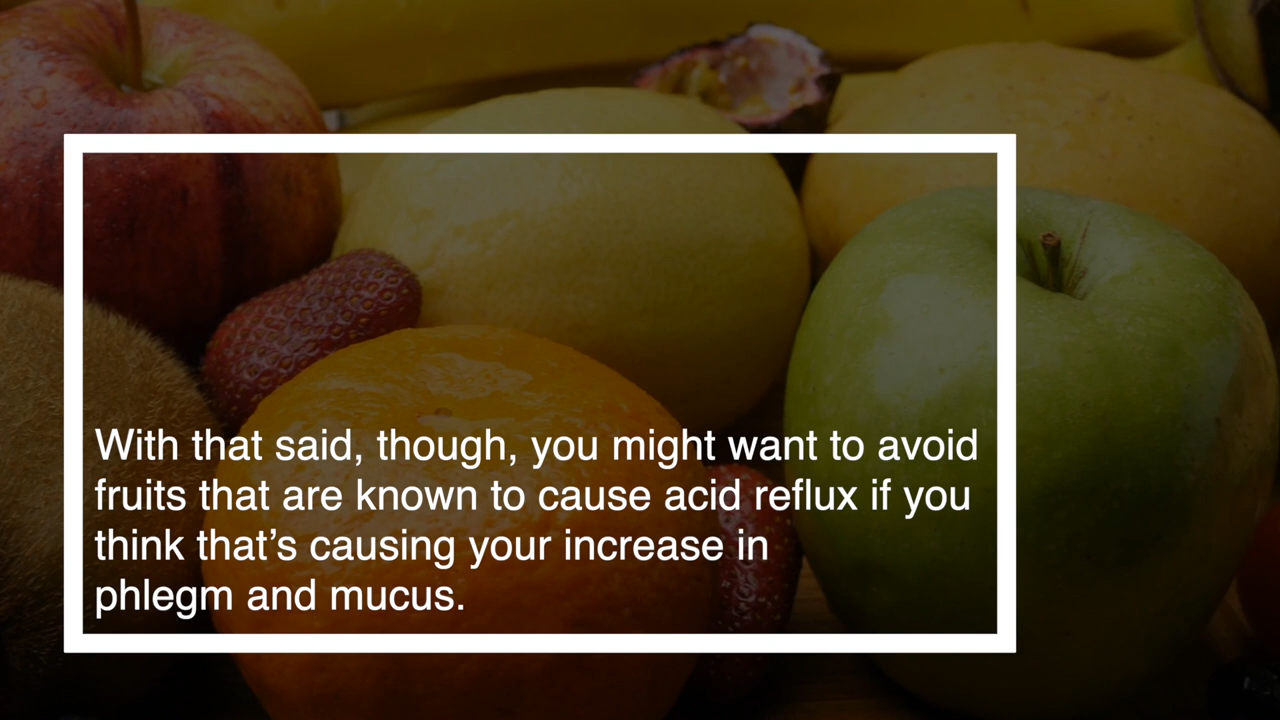 With that said, though, you might want to avoid
fruits that are known to cause acid reflux if you
think that’s causing your increase in
phlegm and mucus.